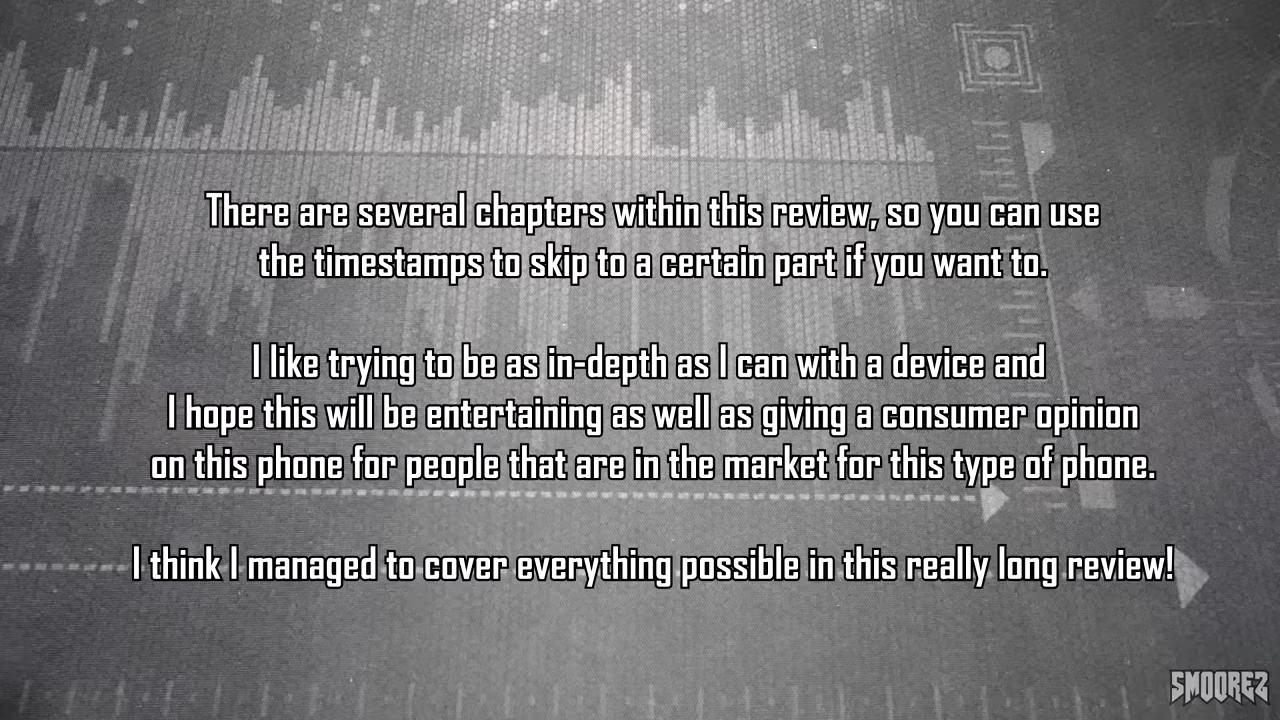 There are several chapters within this review, so you can use
the timestamps to skip to a certain part if you want to.
I like trying to be as in-depth as I can with a device and
I hope this will be entertaining as well as giving a consumer opinion
on this phone for people that are in the market for this type of phone.
I think I managed to cover everything possible in this really long review!
SMOOREZ